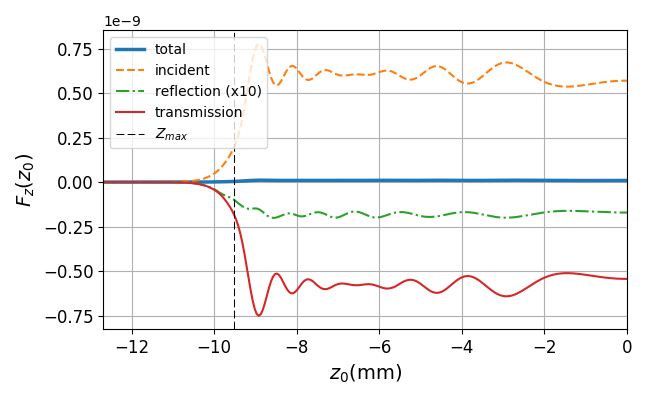 1e−9
0.75
0.50
0.25
0.00
−0.25
−0.50
−0.75
F_z(z_0)
total
incident
reflection (x10)
transmission
Z_max
−12
−10
−8
−6
−4
−2
0
z_0(mm)